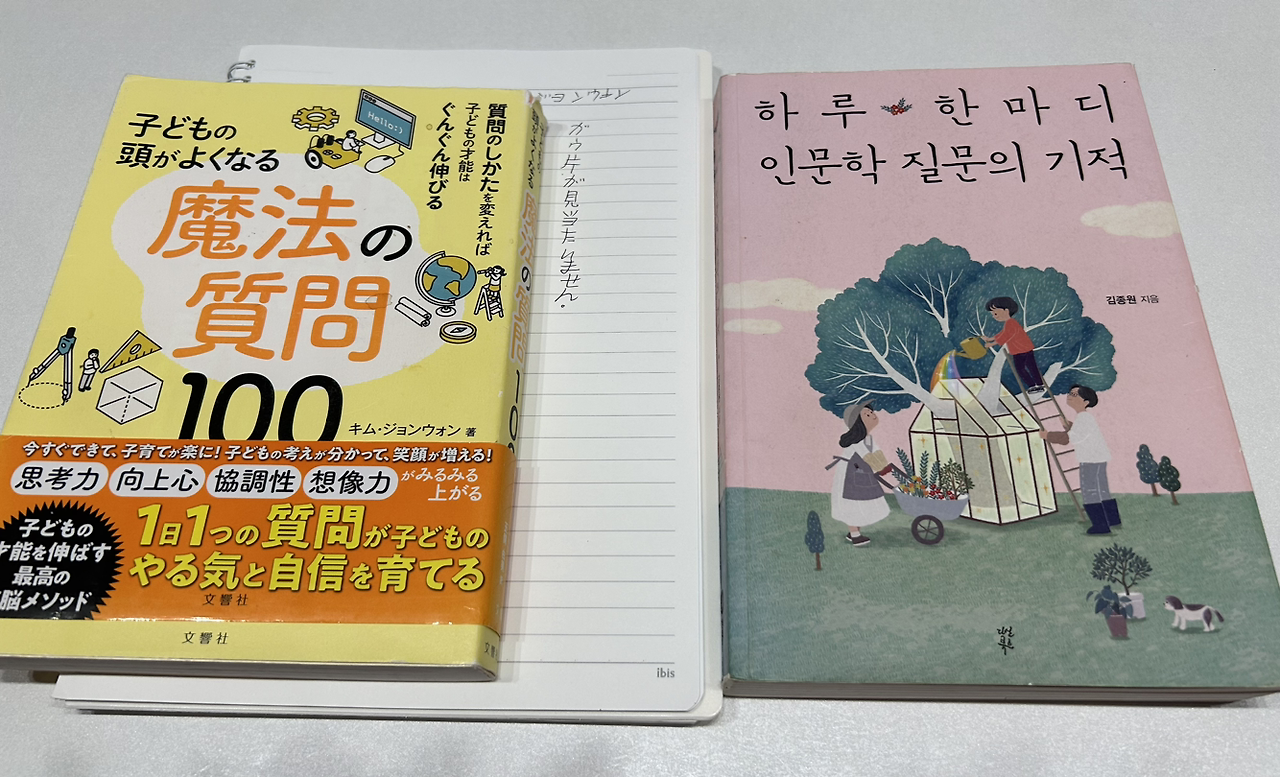 子どもの
頭がよくなる
魔法の
質問
100
質問のしかたを変えれば
子どもの才能は
ぐんぐん伸びる
Hello:)
キム・ジョンウォン 著
今すぐできて、子育てが楽に!子どもの考えが分かって、笑顔が増える!
思考力 向上心 協調性 想像力 がみるみる
上がる
1日1つの質問が子どもの
やる気と自信を育てる
子どもの
才能を伸ばす
最高の
脳メソッド
文響社
文響社
が見当たりません。
ibis
하루 한마디
인문학 질문의 기적
김종원 지음